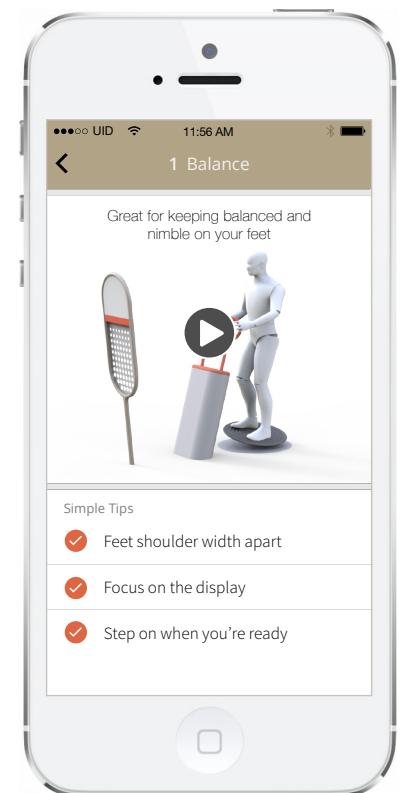 UID 11:56 AM
1 Balance
Great for keeping balanced and
nimble on your feet
Simple Tips
Feet shoulder width apart
Focus on the display
Step on when you’re ready